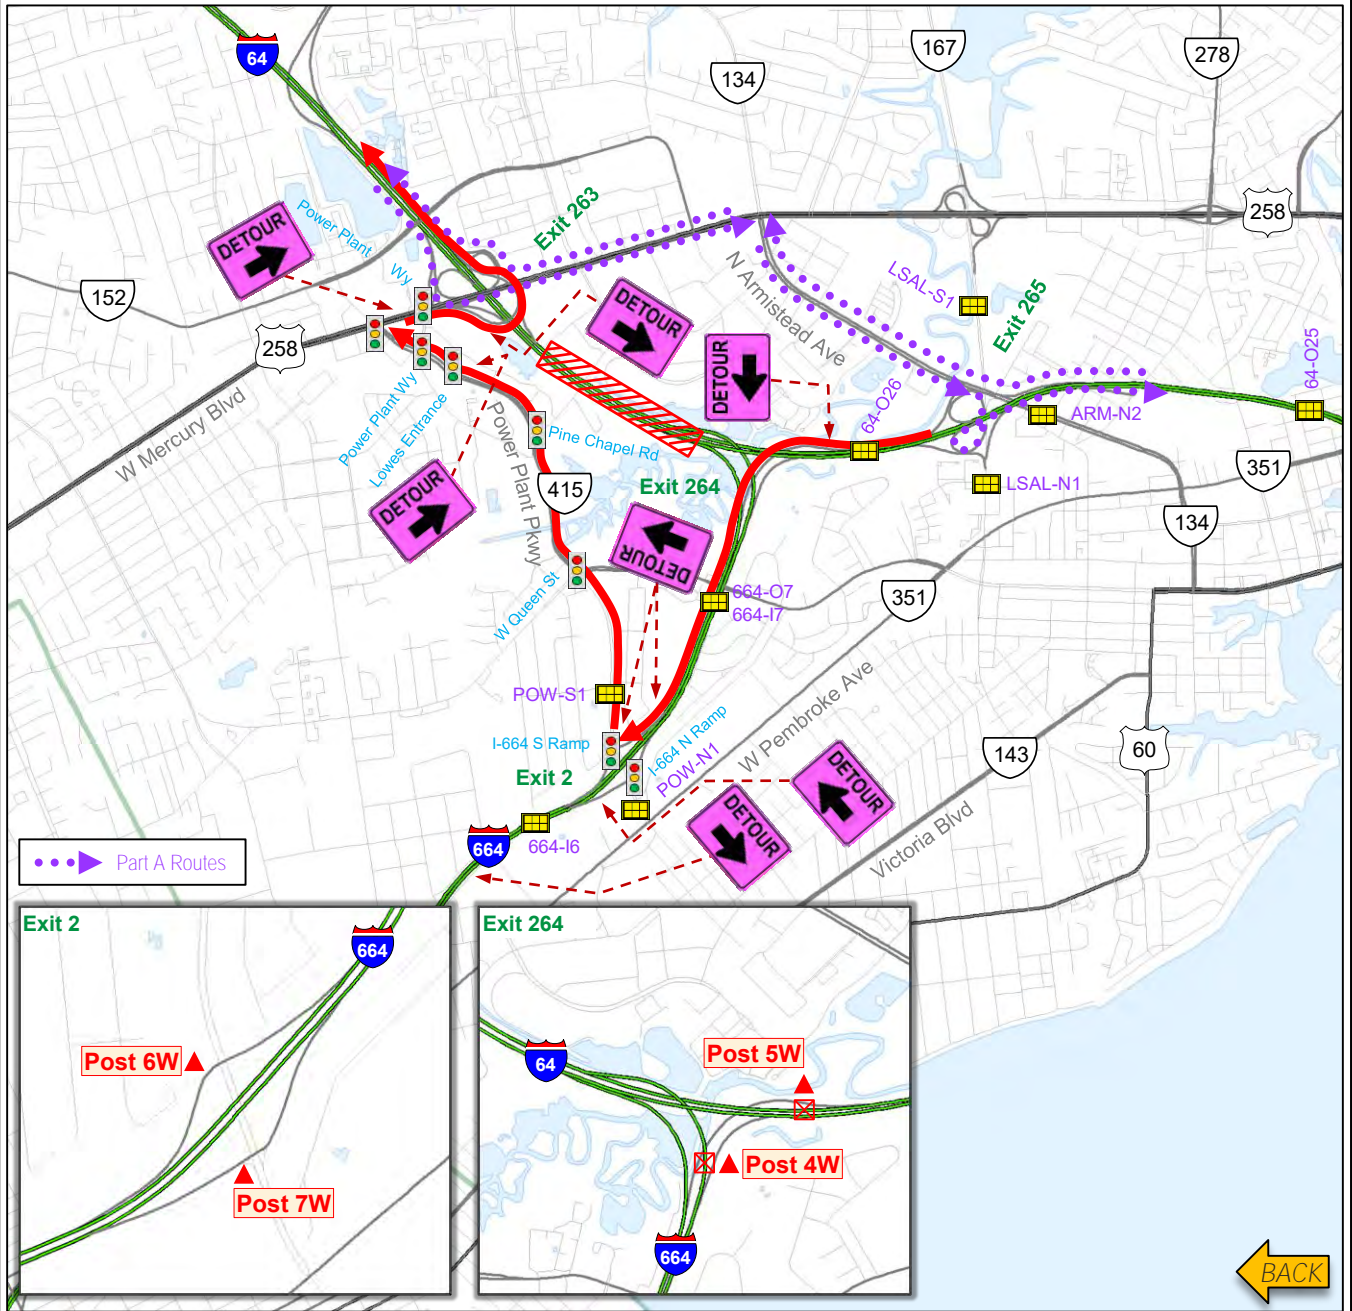 64
134
167
278
258
Power Plant
Wy
DETOUR
Exit 263
152
258
W Mercury Blvd
N Armistead Ave
LSAL-S1
Exit 265
DETOUR
DETOUR
64-O26
64-O25
ARM-N2
Power Plant Wy
Lowes Entrance
Power Plant Pkwy
Pine Chapel Rd
415
Exit 264
LSAL-N1
351
134
DETOUR
DETOUR
W Queen St
664-O7
664-I7
351
POW-S1
I-664 S Ramp
Exit 2
I-664 N Ramp
POW-N1
W Pembroke Ave
143
60
DETOUR
DETOUR
Victoria Blvd
664
664-I6
Part A Routes
Exit 2
664
Post 6W
Post 7W
Exit 264
64
Post 5W
Post 4W
664
BACK